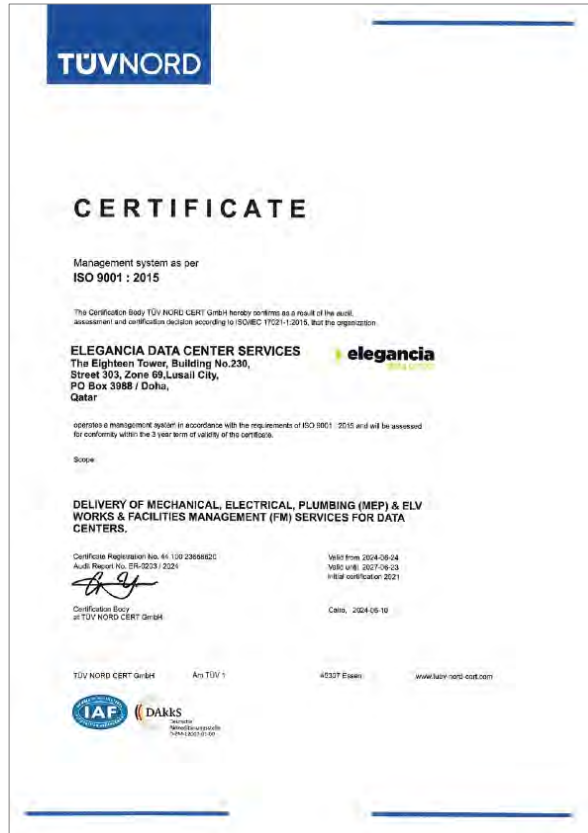 TÜVNORD
CERTIFICATE
Management system as per
ISO 9001 : 2015
The Certification Body TÜV NORD CERT GmbH hereby confirms as a result of the audit,
assessment and certification decision according to ISO/IEC 17021-1:2015, that the organization
ELEGANCIA DATA CENTER SERVICES
The Eighteen Tower, Building No.230,
Street 303, Zone 69,Lusail City,
PO Box 3988 / Doha,
Qatar
elegancia
data center
operates a management system in accordance with the requirements of ISO 9001 : 2015 and will be assessed
for conformity within the 3 year term of validity of the certificate.
Scope
DELIVERY OF MECHANICAL, ELECTRICAL, PLUMBING (MEP) & ELV
WORKS & FACILITIES MANAGEMENT (FM) SERVICES FOR DATA
CENTERS.
Certificate Registration No. 44 100
Audit Report No. ER-0233 / 2024
Valid from 2024-06-24
Valid until 2027-06-23
Initial certification 2021
Certification Body
at TÜV NORD CERT GmbH
Cairo, 2024-06-10
TÜV NORD CERT GmbH
Am TÜV 1
45307 Essen
www.tuev-nord-cert.com
IAF
DAkkS
Deutsche
Akkreditierungsstelle